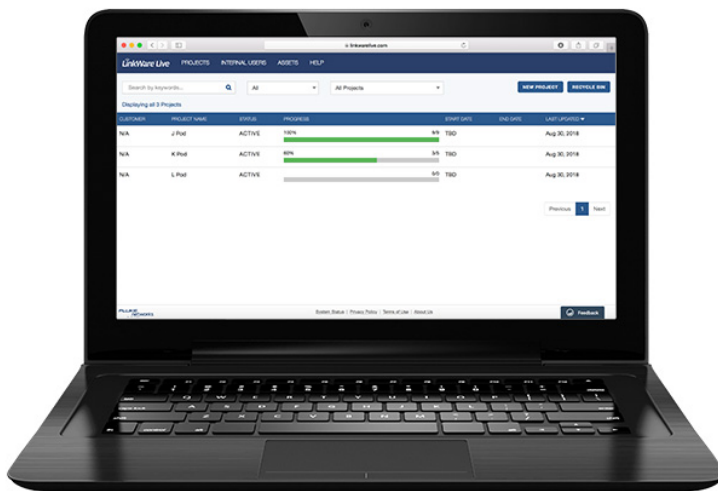 linkwarelive.com
LinkWare Live PROJECTS INTERNAL USERS ASSETS HELP
Search by keywords... All All Projects NEW PROJECT RECYCLE BIN
Displaying all 3 Projects
CUSTOMER PROJECT NAME STATUS PROGRESS START DATE END DATE LAST UPDATED
N/A J Pod ACTIVE 100% 9/9 TBD Aug 30, 2018
N/A K Pod ACTIVE 60% 3/5 TBD Aug 30, 2018
N/A L Pod ACTIVE 0/0 TBD Aug 30, 2018
Previous 1 Next
FLUKE networks System Status | Privacy Policy | Terms of Use | About Us Feedback
Q W E R T Y U I O P
A S D F G H J K L
Z X C V B N M
control